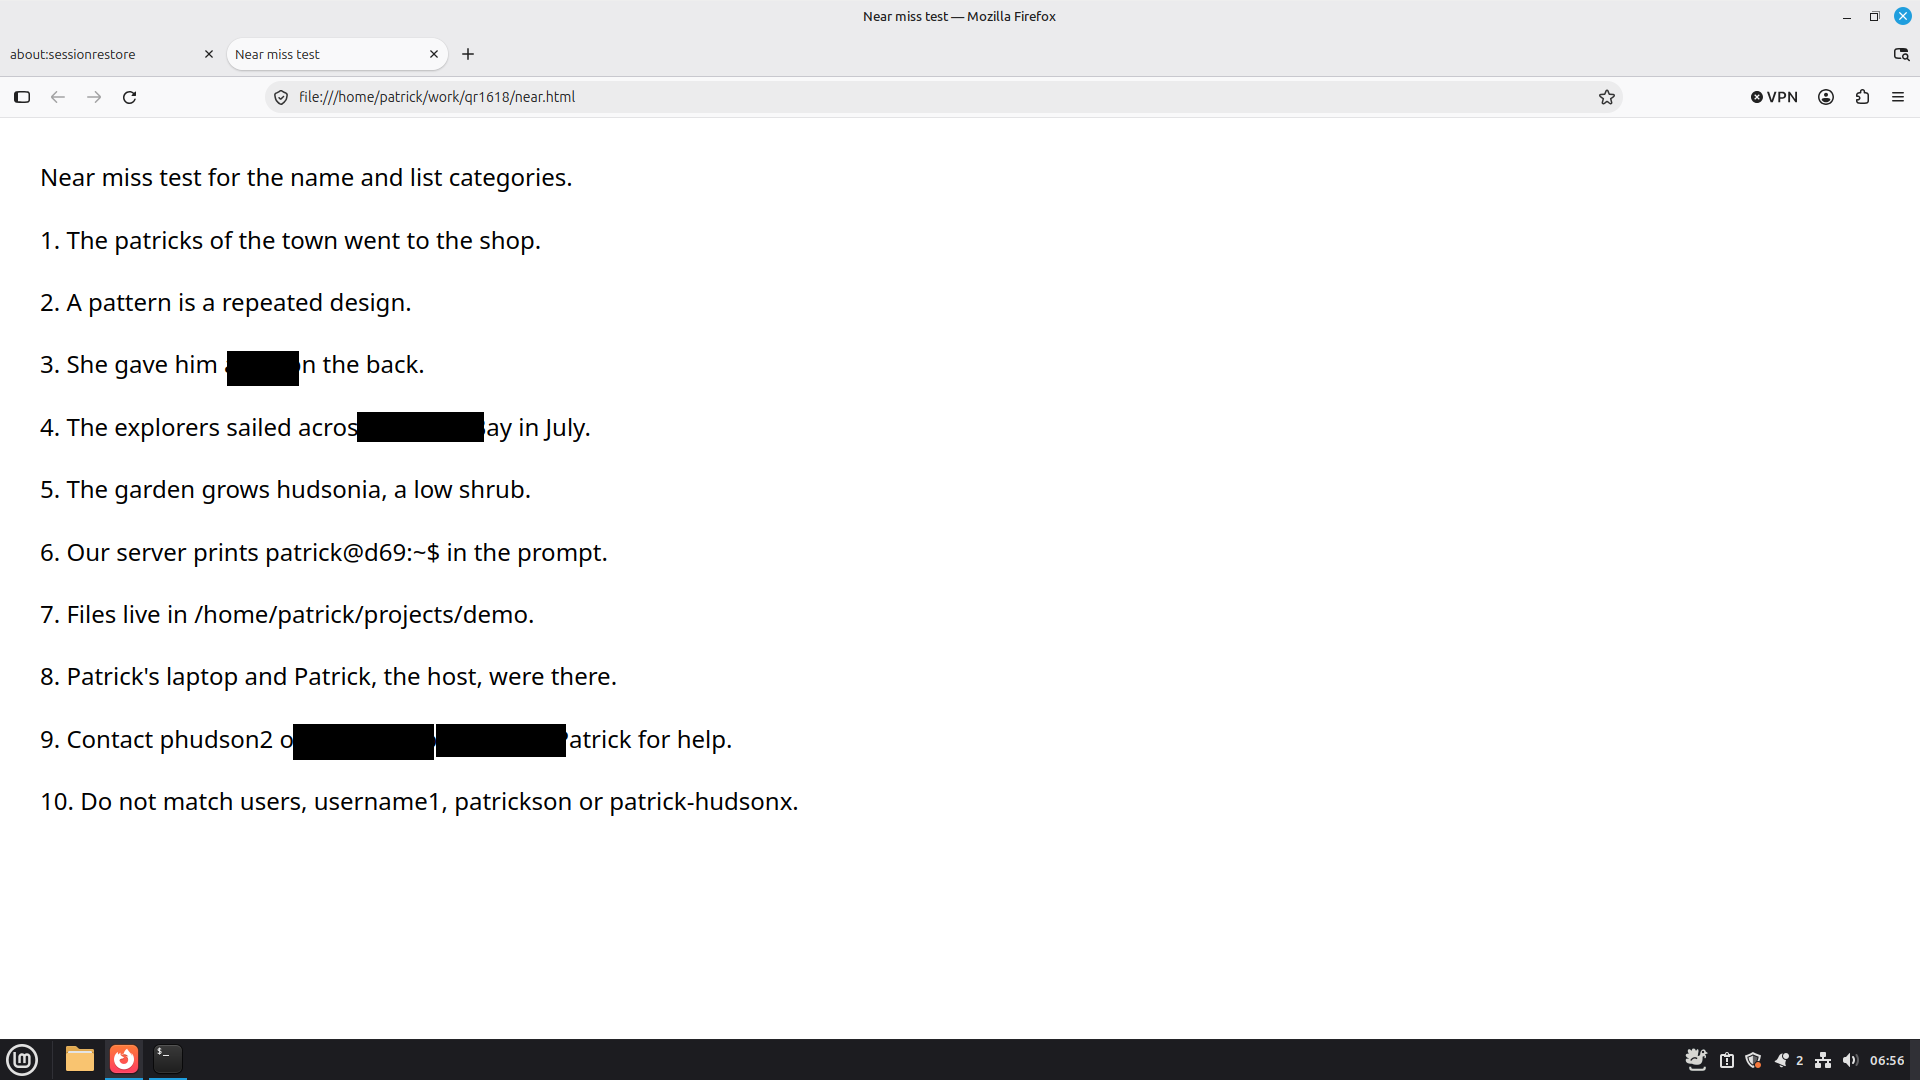 Near miss test — Mozilla Firefox
about:sessionrestore
Near miss test
file:///home/patrick/work/qr1618/near.html
VPN
Near miss test for the name and list categories.
1. The patricks of the town went to the shop.
2. A pattern is a repeated design.
3. She gave him the back.
4. The explorers sailed in July.
5. The garden grows hudsonia, a low shrub.
6. Our server prints patrick@d69:~$ in the prompt.
7. Files live in /home/patrick/projects/demo.
8. Patrick's laptop and Patrick, the host, were there.
9. Contact phudson2 for help.
10. Do not match users, username1, patrickson or patrick-hudsonx.
2
06:56